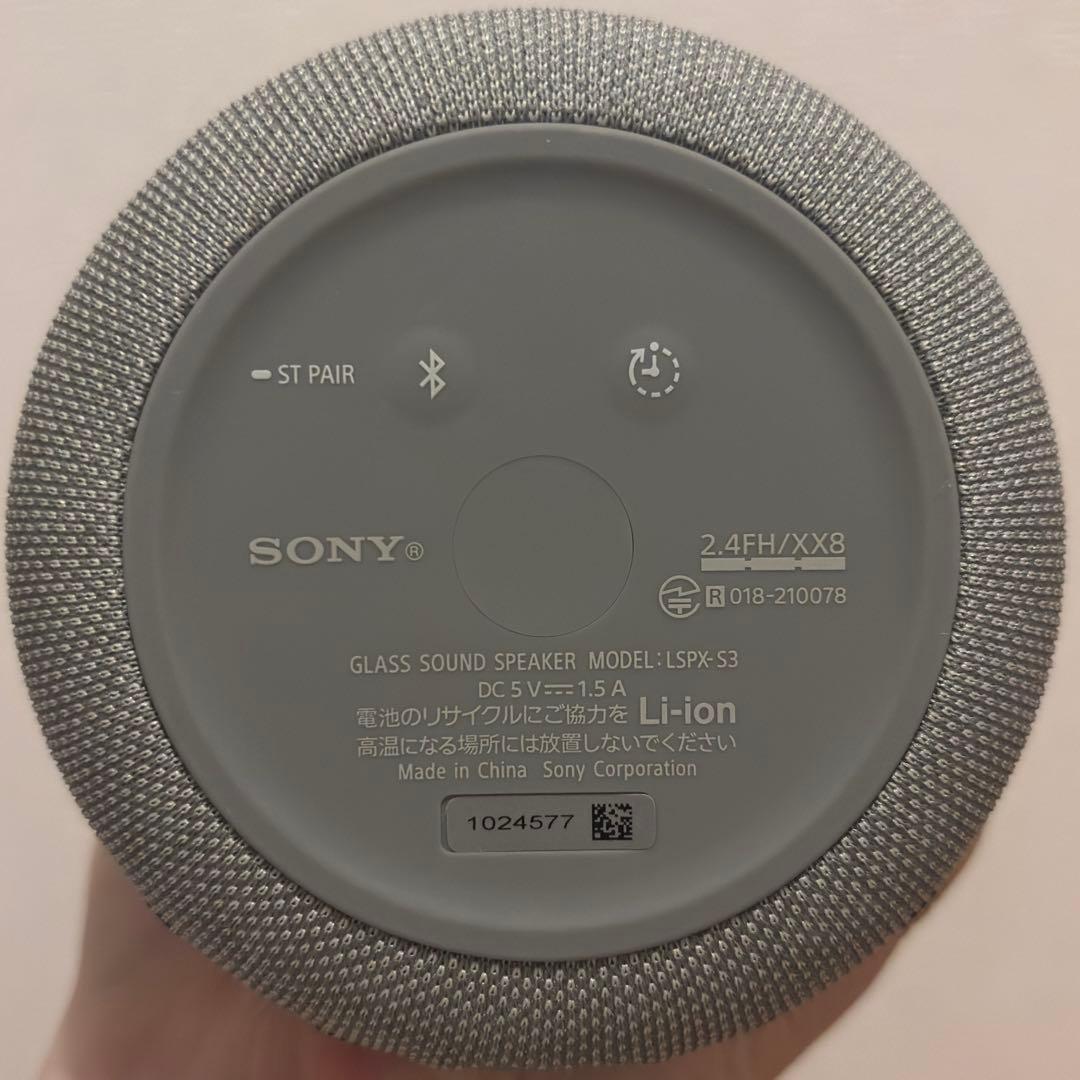 ST PAIR
SONY®
2.4FH/XX8
R 018-210078
GLASS SOUND SPEAKER MODEL: LSPX-S3
DC 5 V⎓1.5 A
電池のリサイクルにご協力を Li-ion
高温になる場所には放置しないでください
Made in China Sony Corporation
1024577